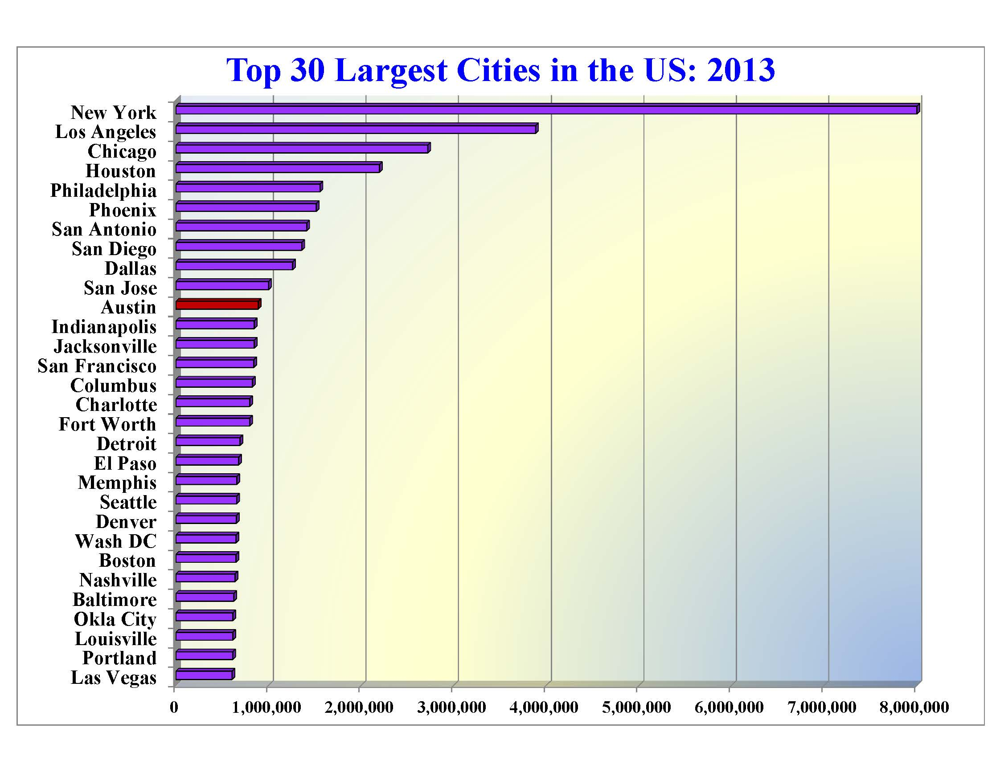 Top 30 Largest Cities in the US: 2013
New York
Los Angeles
Chicago
Houston
Philadelphia
Phoenix
San Antonio
San Diego
Dallas
San Jose
Austin
Indianapolis
Jacksonville
San Francisco
Columbus
Charlotte
Fort Worth
Detroit
El Paso
Memphis
Seattle
Denver
Wash DC
Boston
Nashville
Baltimore
Okla City
Louisville
Portland
Las Vegas
0 1,000,000 2,000,000 3,000,000 4,000,000 5,000,000 6,000,000 7,000,000 8,000,000